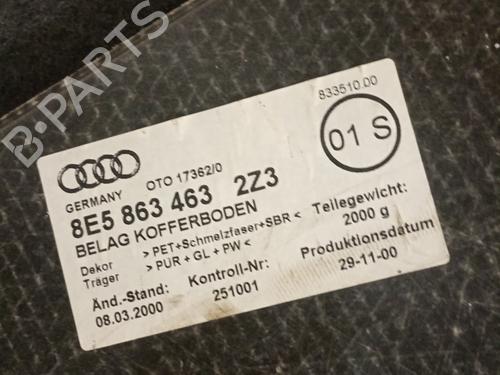 B-PARTS
833510.00
01 S
GERMANY OTO 17362/0
8E5 863 463 2Z3
BELAG KOFFERBODEN
Dekor > PET+Schmelzfaser+SBR <
Träger > PUR + GL + PW <
Teilegewicht:
2000 g
Änd.-Stand: Kontroll-Nr: Produktionsdatum
08.03.2000 251001 29-11-00